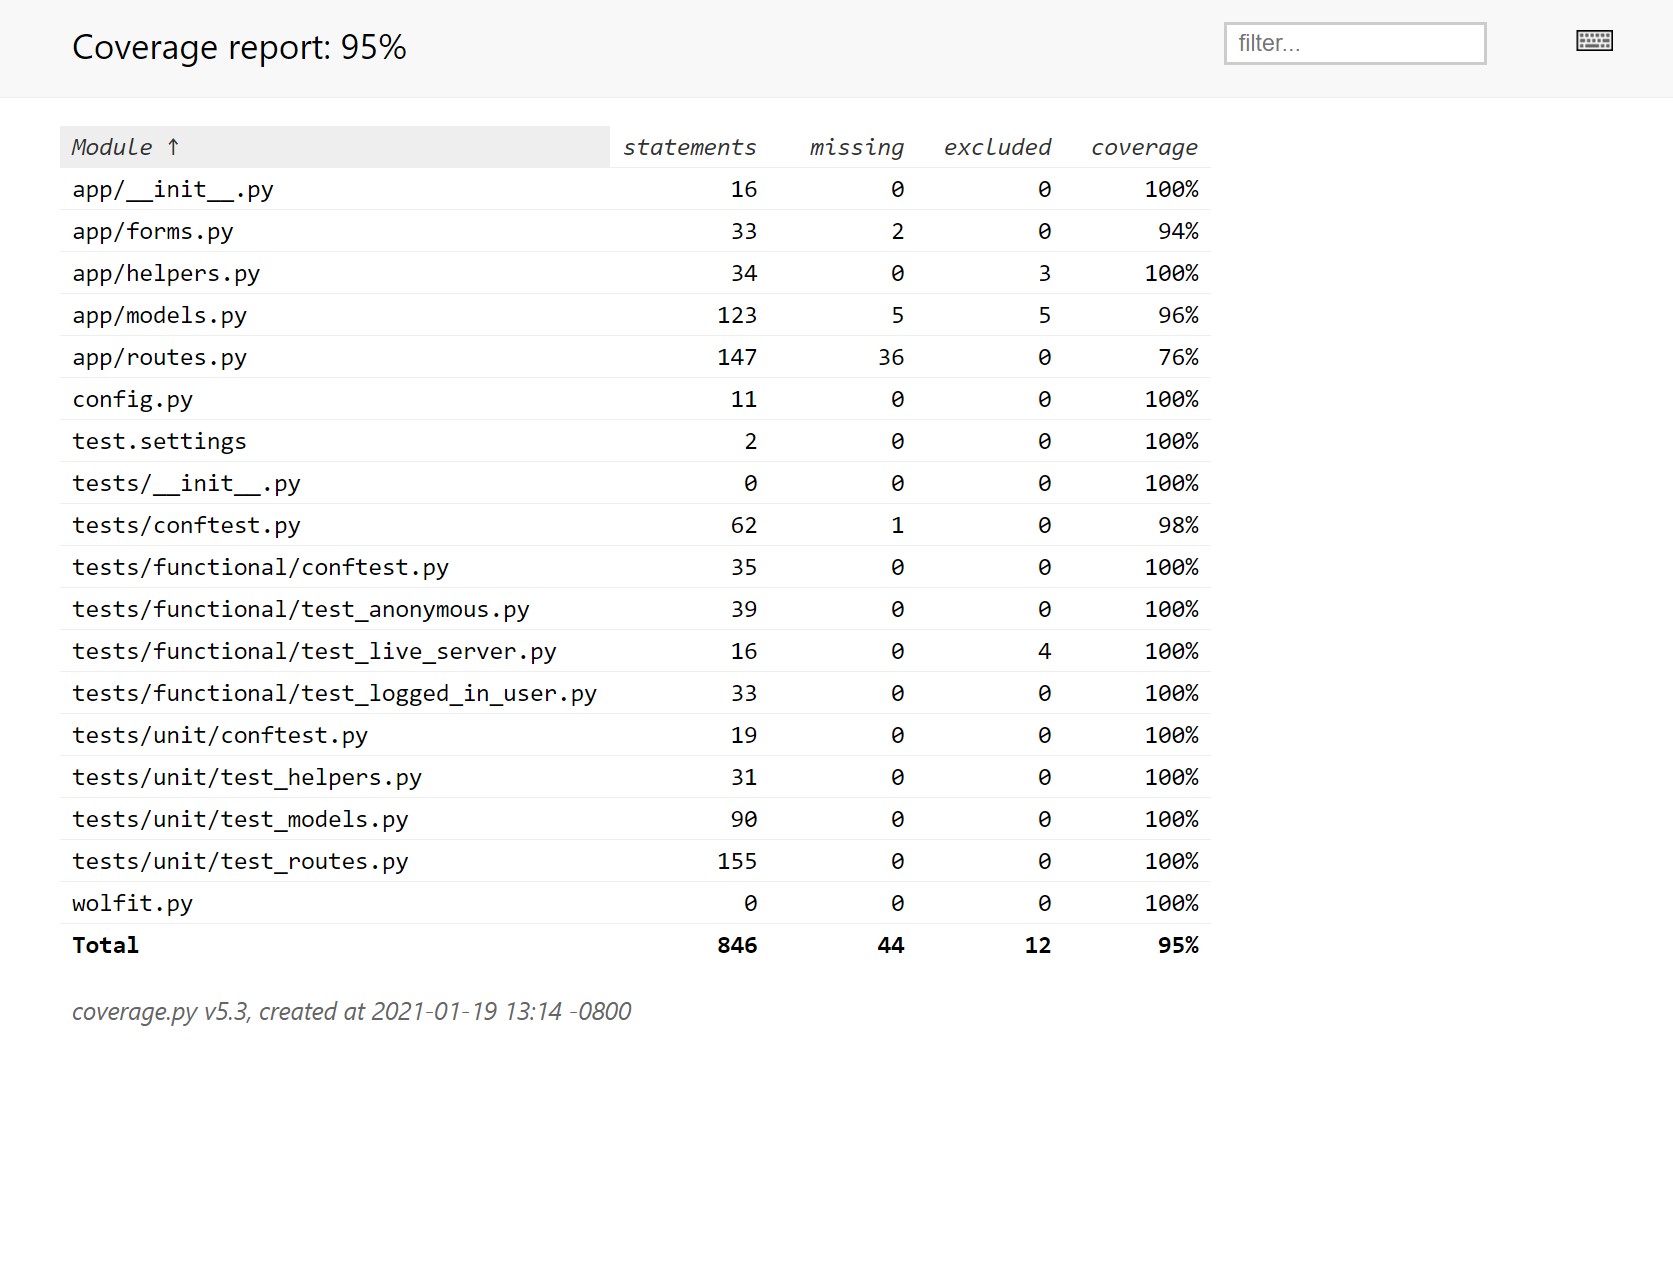 Coverage report: 95%
filter...
Module ↑ statements missing excluded coverage
app/__init__.py 16 0 0 100%
app/forms.py 33 2 0 94%
app/helpers.py 34 0 3 100%
app/models.py 123 5 5 96%
app/routes.py 147 36 0 76%
config.py 11 0 0 100%
test.settings 2 0 0 100%
tests/__init__.py 0 0 0 100%
tests/conftest.py 62 1 0 98%
tests/functional/conftest.py 35 0 0 100%
tests/functional/test_anonymous.py 39 0 0 100%
tests/functional/test_live_server.py 16 0 4 100%
tests/functional/test_logged_in_user.py 33 0 0 100%
tests/unit/conftest.py 19 0 0 100%
tests/unit/test_helpers.py 31 0 0 100%
tests/unit/test_models.py 90 0 0 100%
tests/unit/test_routes.py 155 0 0 100%
wolfit.py 0 0 0 100%
Total 846 44 12 95%
coverage.py v5.3, created at 2021-01-19 13:14 -0800